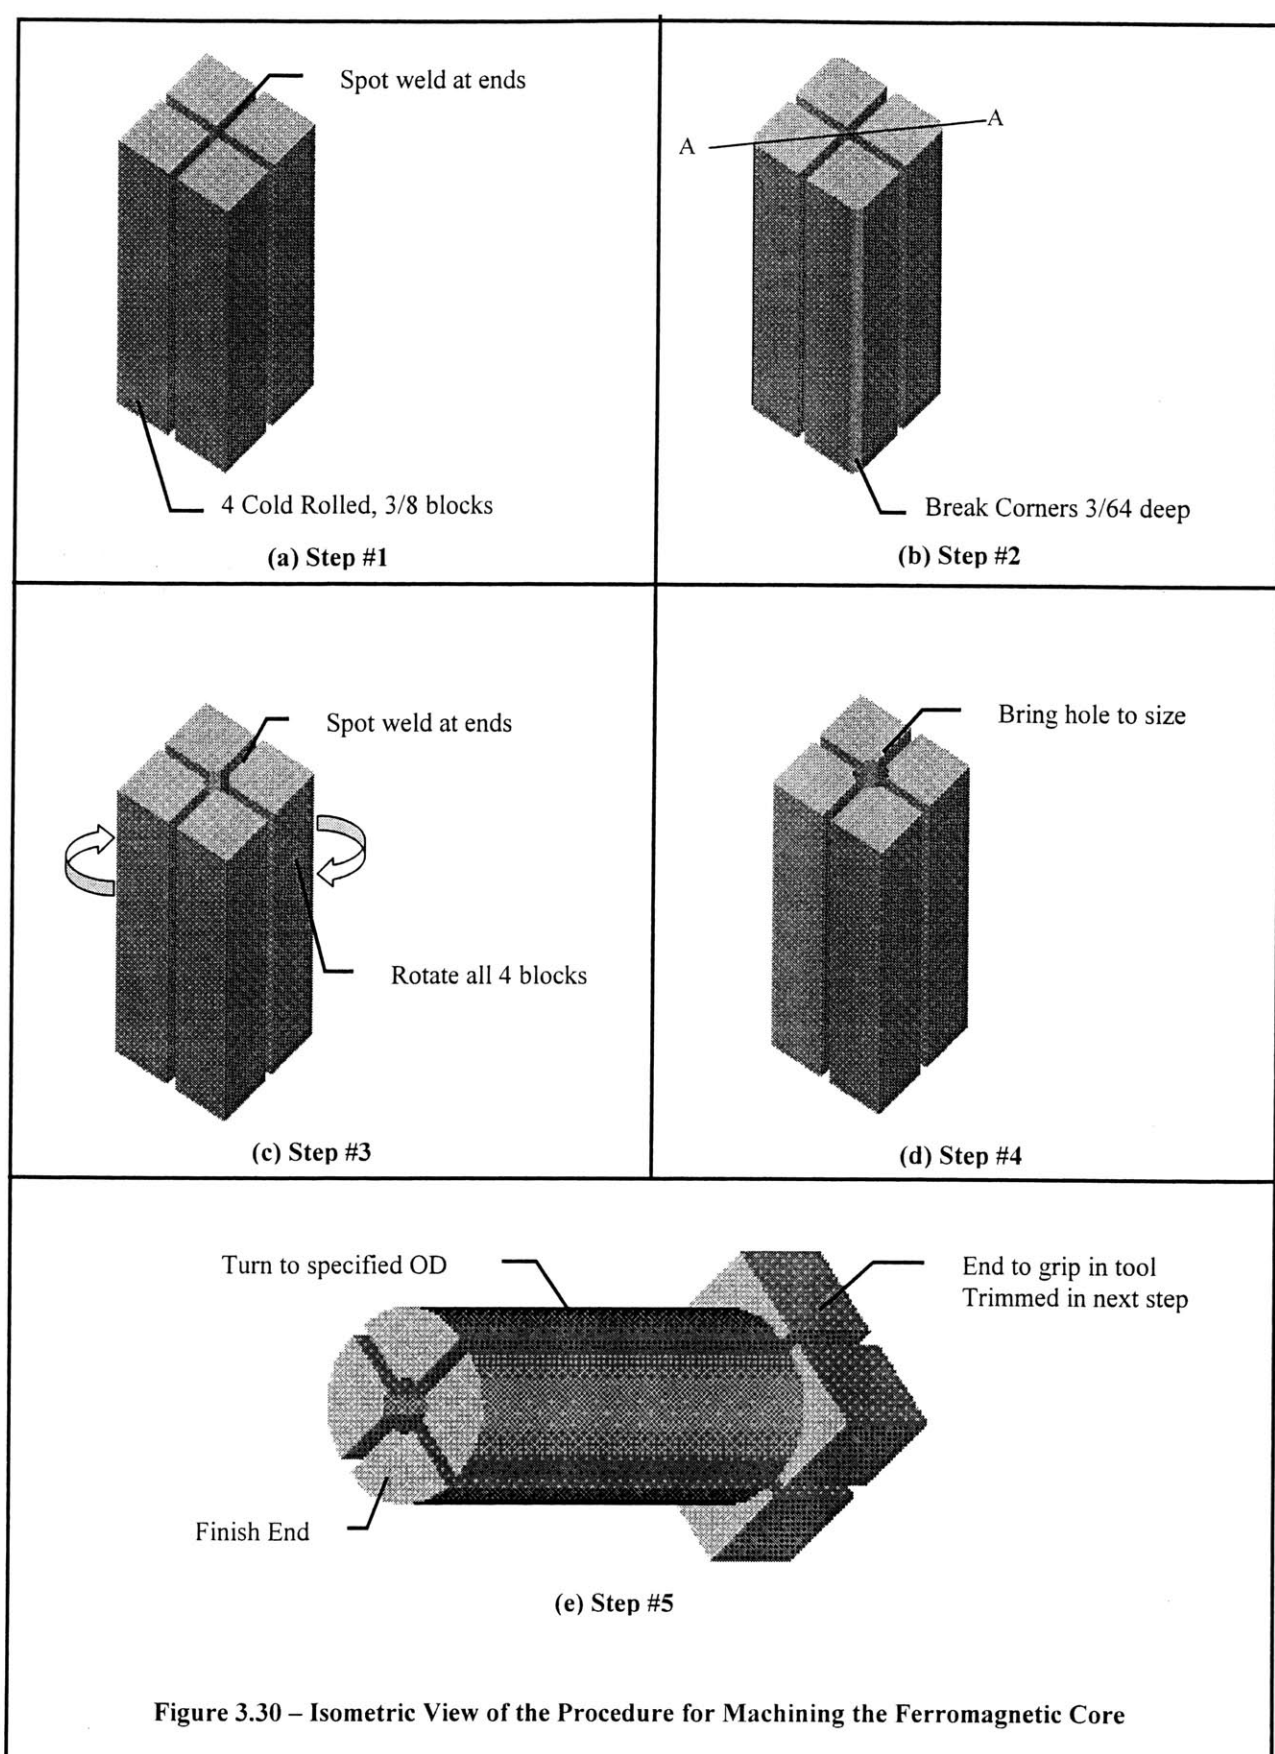 Spot weld at ends
4 Cold Rolled, 3/8 blocks
(a) Step #1
A
A
Break Corners 3/64 deep
(b) Step #2
Spot weld at ends
Rotate all 4 blocks
(c) Step #3
Bring hole to size
(d) Step #4
Turn to specified OD
End to grip in tool
Trimmed in next step
Finish End
(e) Step #5
Figure 3.30 – Isometric View of the Procedure for Machining the Ferromagnetic Core